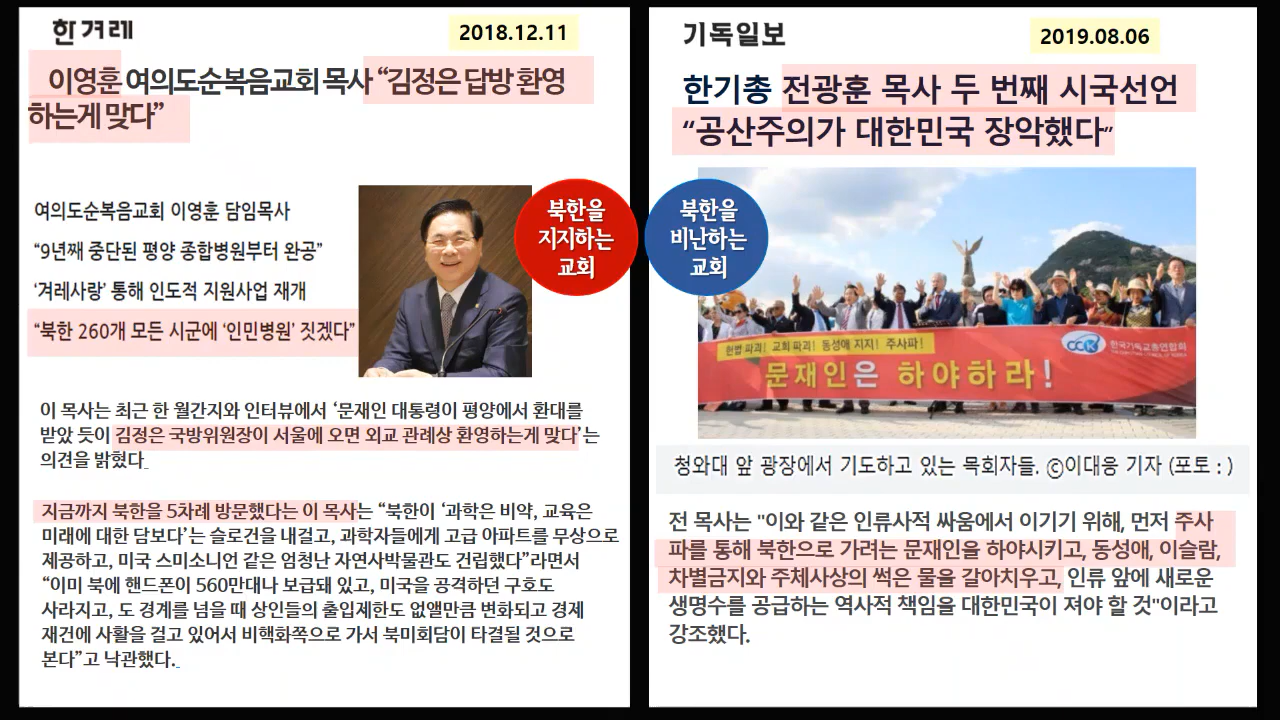 한겨레
2018.12.11
이영훈 여의도순복음교회 목사 “김정은 답방 환영
하는게 맞다”
여의도순복음교회 이영훈 담임목사
“9년째 중단된 평양 종합병원부터 완공”
‘겨레사랑’ 통해 인도적 지원사업 재개
“북한 260개 모든 시군에 ‘인민병원’ 짓겠다”
북한을
지지하는
교회
이 목사는 최근 한 월간지와 인터뷰에서 ‘문재인 대통령이 평양에서 환대를
받았 듯이 김정은 국방위원장이 서울에 오면 외교 관례상 환영하는게 맞다’는
의견을 밝혔다.
지금까지 북한을 5차례 방문했다는 이 목사는 “북한이 ‘과학은 비약, 교육은
미래에 대한 담보다’는 슬로건을 내걸고, 과학자들에게 고급 아파트를 무상으로
제공하고, 미국 스미소니언 같은 엄청난 자연사박물관도 건립했다”라면서
“이미 북에 핸드폰이 560만대나 보급돼 있고, 미국을 공격하던 구호도
사라지고, 도 경계를 넘을 때 상인들의 출입제한도 없앨만큼 변화되고 경제
재건에 사활을 걸고 있어서 비핵화쪽으로 가서 북미회담이 타결될 것으로
본다”고 낙관했다.
기독일보
2019.08.06
한기총 전광훈 목사 두 번째 시국선언
“공산주의가 대한민국 장악했다”
북한을
비난하는
교회
헌법 파괴! 교회 파괴! 동성애 지지! 주사파!
문재인은 하야하라!
CCK 한국기독교총연합회
THE CHRISTIAN COUNCIL OF KOREA
청와대 앞 광장에서 기도하고 있는 목회자들. ⓒ이대웅 기자 (포토 : )
전 목사는 "이와 같은 인류사적 싸움에서 이기기 위해, 먼저 주사
파를 통해 북한으로 가려는 문재인을 하야시키고, 동성애, 이슬람,
차별금지와 주체사상의 썩은 물을 갈아치우고, 인류 앞에 새로운
생명수를 공급하는 역사적 책임을 대한민국이 져야 할 것"이라고
강조했다.